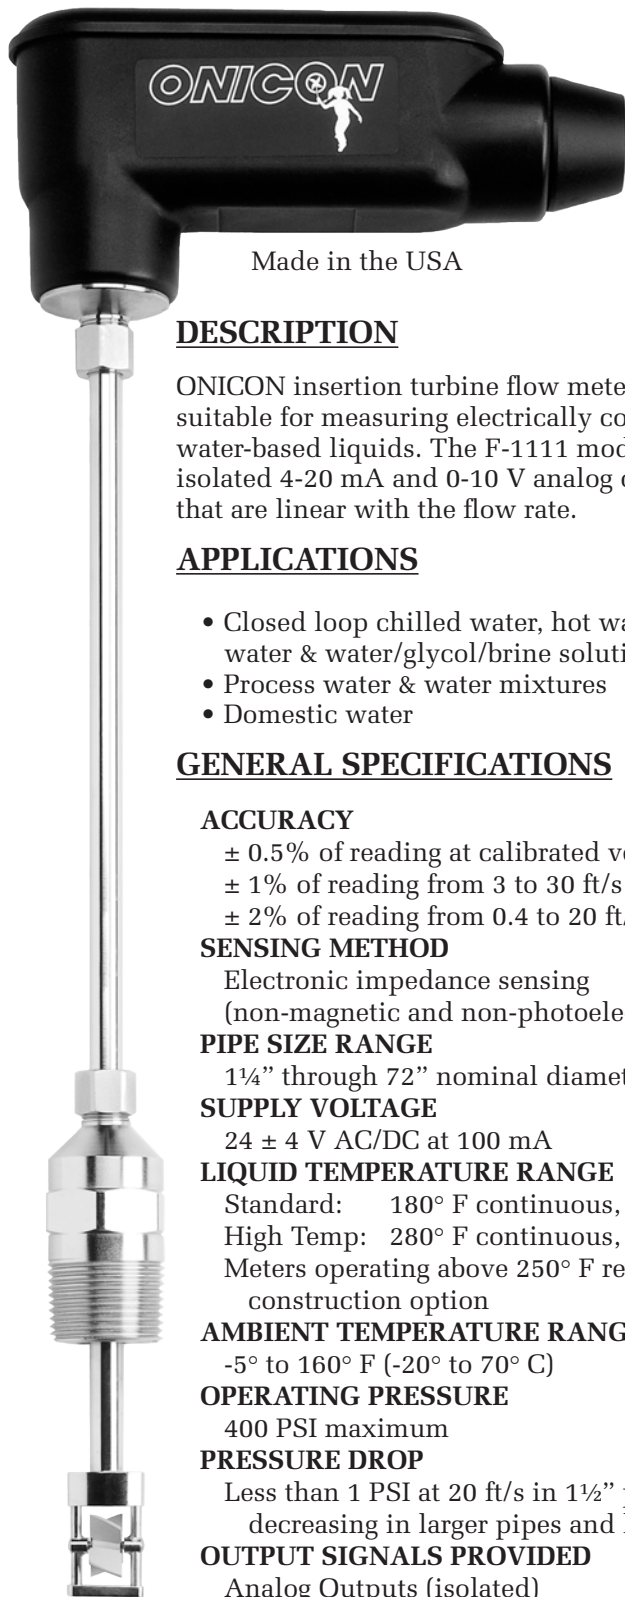 ONICON
Made in the USA
DESCRIPTION
ONICON insertion turbine flow mete
suitable for measuring electrically co
water-based liquids. The F-1111 mod
isolated 4-20 mA and 0-10 V analog o
that are linear with the flow rate.
APPLICATIONS
• Closed loop chilled water, hot wa
water & water/glycol/brine soluti
• Process water & water mixtures
• Domestic water
GENERAL SPECIFICATIONS
ACCURACY
± 0.5% of reading at calibrated ve
± 1% of reading from 3 to 30 ft/s
± 2% of reading from 0.4 to 20 ft/
SENSING METHOD
Electronic impedance sensing
(non-magnetic and non-photoele
PIPE SIZE RANGE
1¼” through 72” nominal diamet
SUPPLY VOLTAGE
24 ± 4 V AC/DC at 100 mA
LIQUID TEMPERATURE RANGE
Standard: 180° F continuous,
High Temp: 280° F continuous,
Meters operating above 250° F re
construction option
AMBIENT TEMPERATURE RANG
-5° to 160° F (-20° to 70° C)
OPERATING PRESSURE
400 PSI maximum
PRESSURE DROP
Less than 1 PSI at 20 ft/s in 1½”
decreasing in larger pipes and
OUTPUT SIGNALS PROVIDED
Analog Outputs (isolated)